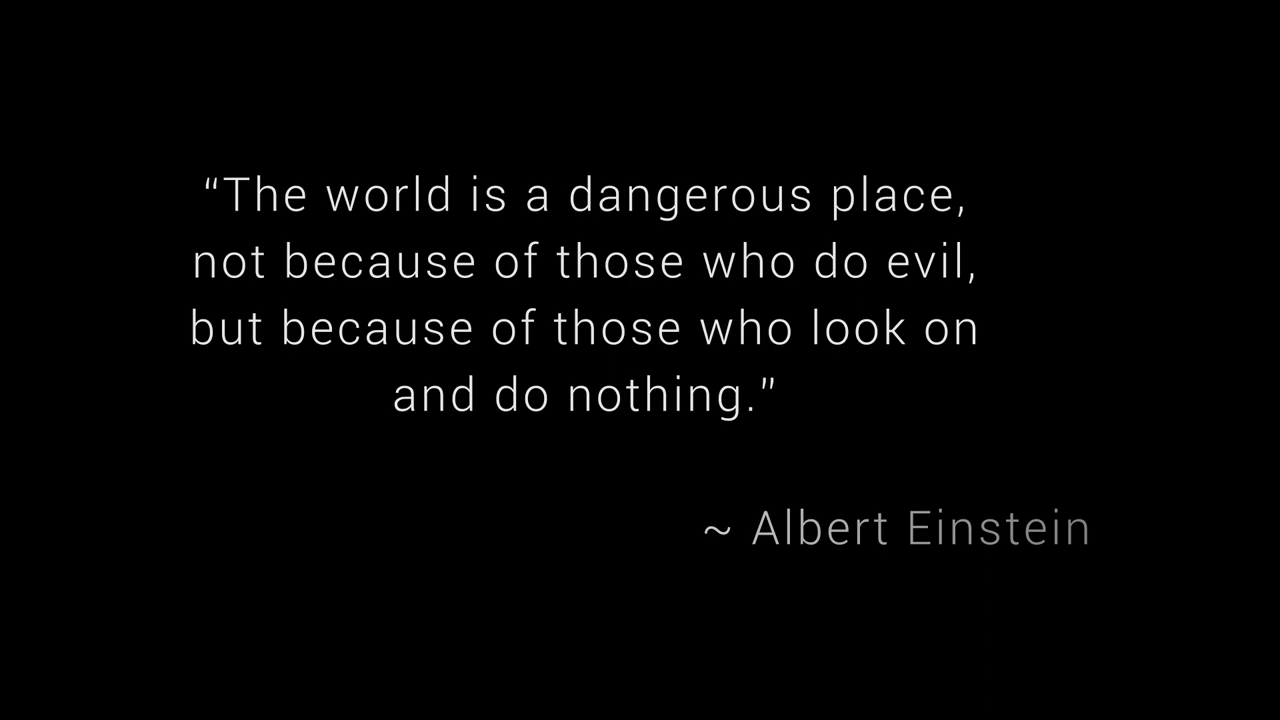 “The world is a dangerous place,
not because of those who do evil,
but because of those who look on
and do nothing.”
~ Albert Einstein